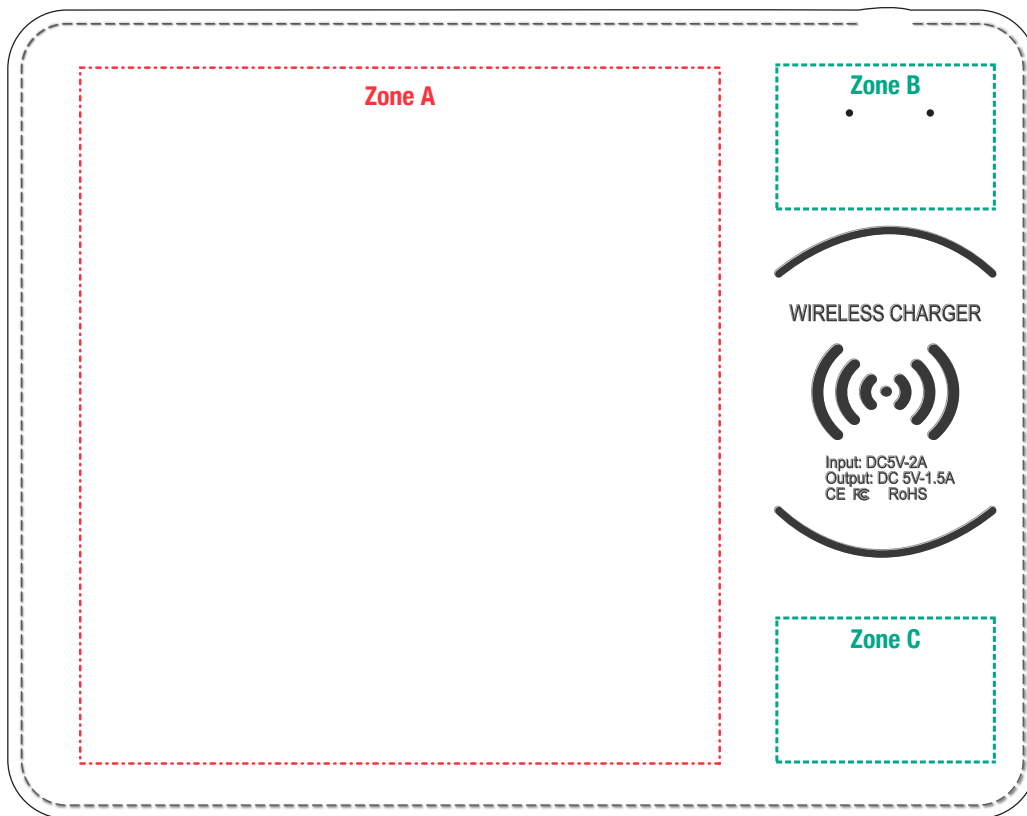 Zone A
Zone B
WIRELESS CHARGER
Input: DC5V-2A
Output: DC 5V-1.5A
CE FC RoHS
Zone C